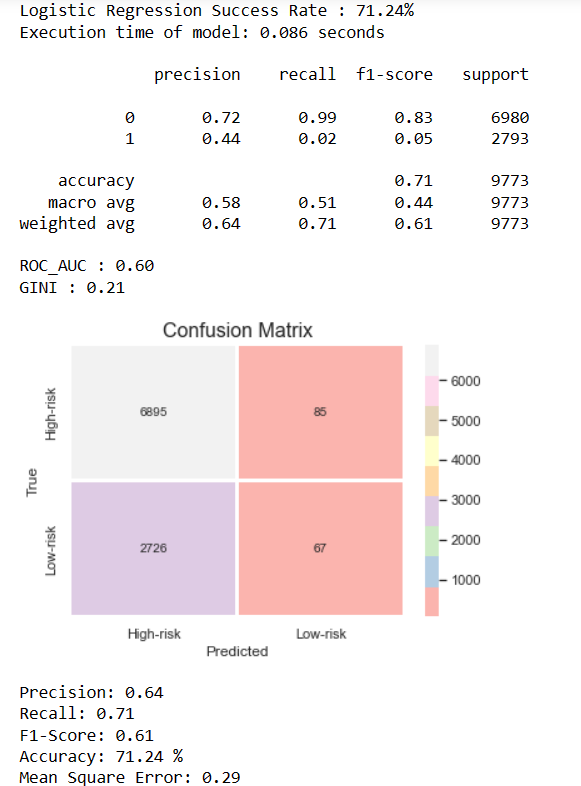 Logistic Regression Success Rate : 71.24%
Execution time of model: 0.086 seconds
precision recall f1-score support
0 0.72 0.99 0.83 6980
1 0.44 0.02 0.05 2793
accuracy 0.71 9773
macro avg 0.58 0.51 0.44 9773
weighted avg 0.64 0.71 0.61 9773
ROC_AUC : 0.60
GINI : 0.21
Confusion Matrix
True
High-risk
6895 85
Low-risk
2726 67
High-risk Low-risk
Predicted
6000
5000
4000
3000
2000
1000
Precision: 0.64
Recall: 0.71
F1-Score: 0.61
Accuracy: 71.24 %
Mean Square Error: 0.29